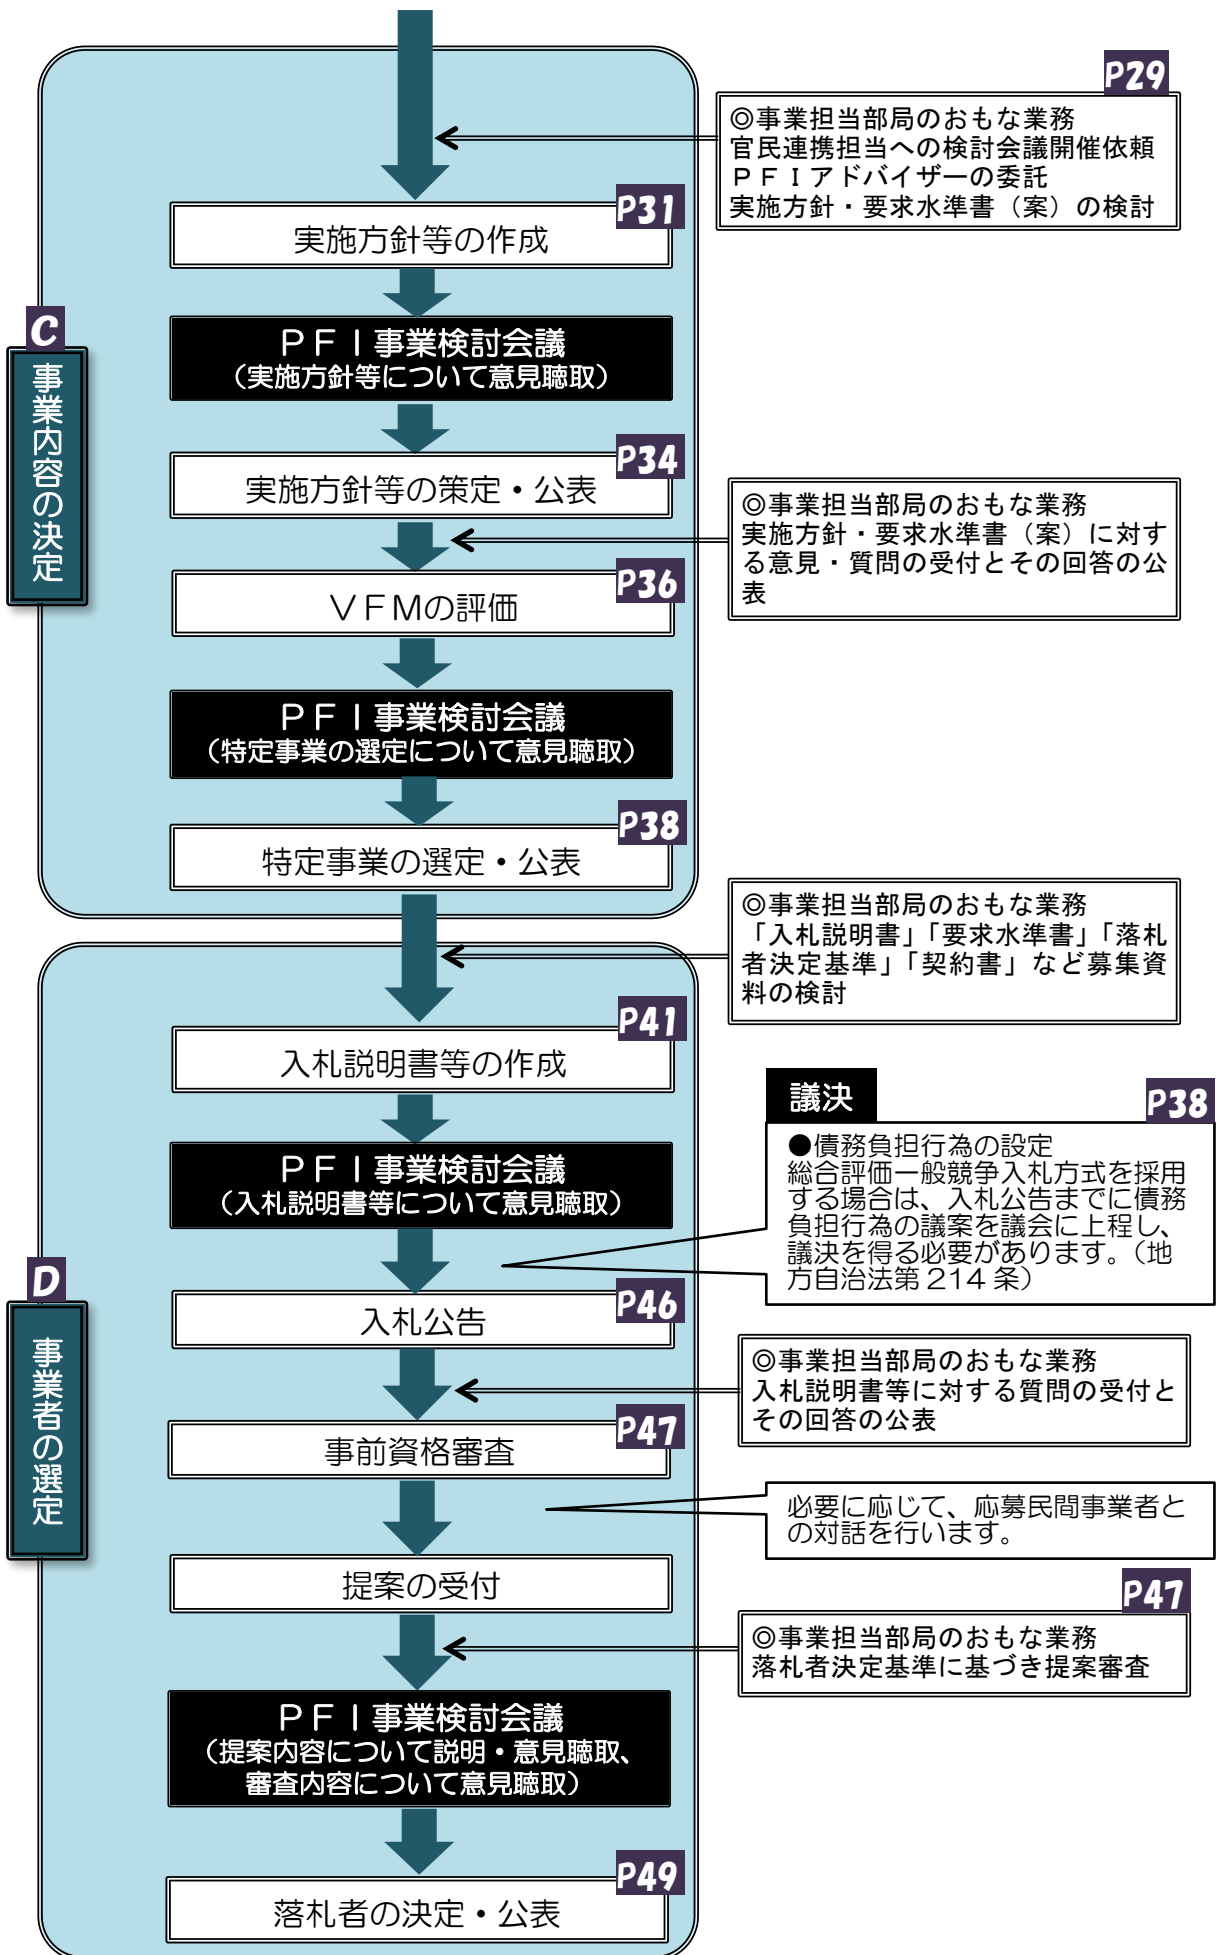 P29
◎事業担当部局のおもな業務
官民連携担当への検討会議開催依頼
ＰＦＩアドバイザーの委託
実施方針・要求水準書（案）の検討
P31
実施方針等の作成
C
事業内容の決定
ＰＦＩ事業検討会議
（実施方針等について意見聴取）
P34
実施方針等の策定・公表
◎事業担当部局のおもな業務
実施方針・要求水準書（案）に対す
る意見・質問の受付とその回答の公
表
P36
ＶＦＭの評価
ＰＦＩ事業検討会議
（特定事業の選定について意見聴取）
P38
特定事業の選定・公表
◎事業担当部局のおもな業務
「入札説明書」「要求水準書」「落札
者決定基準」「契約書」など募集資
料の検討
P41
入札説明書等の作成
ＰＦＩ事業検討会議
（入札説明書等について意見聴取）
議決
P38
●債務負担行為の設定
総合評価一般競争入札方式を採用
する場合は、入札公告までに債務
負担行為の議案を議会に上程し、
議決を得る必要があります。（地
方自治法第 214 条）
D
事業者の選定
P46
入札公告
◎事業担当部局のおもな業務
入札説明書等に対する質問の受付と
その回答の公表
P47
事前資格審査
必要に応じて、応募民間事業者と
の対話を行います。
提案の受付
P47
◎事業担当部局のおもな業務
落札者決定基準に基づき提案審査
ＰＦＩ事業検討会議
（提案内容について説明・意見聴取、
審査内容について意見聴取）
P49
落札者の決定・公表